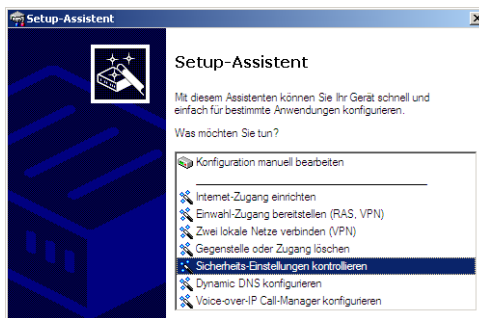 Setup-Assistent
Setup-Assistent
Mit diesem Assistenten können Sie Ihr Gerät schnell und
einfach für bestimmte Anwendungen konfigurieren.
Was möchten Sie tun?
Konfiguration manuell bearbeiten
Internet-Zugang einrichten
Einwahl-Zugang bereitstellen (RAS, VPN)
Zwei lokale Netze verbinden (VPN)
Gegenstelle oder Zugang löschen
Sicherheits-Einstellungen kontrollieren
Dynamic DNS konfigurieren
Voice-over-IP Call-Manager konfigurieren